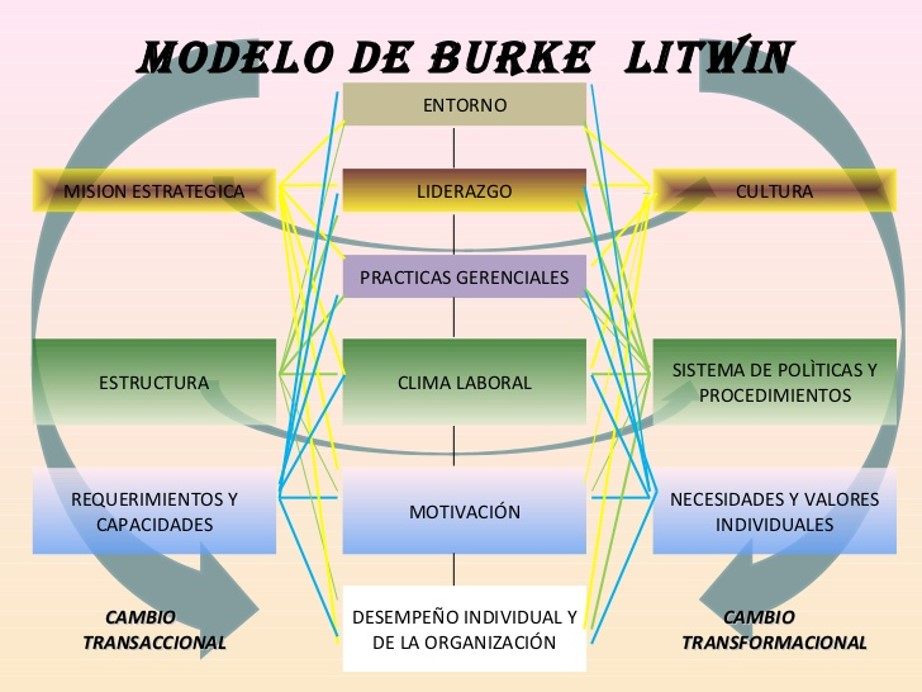 MODELO DE BURKE LITWIN
ENTORNO
MISION ESTRATEGICA
LIDERAZGO
CULTURA
PRACTICAS GERENCIALES
ESTRUCTURA
CLIMA LABORAL
SISTEMA DE POLÌTICAS Y
PROCEDIMIENTOS
REQUERIMIENTOS Y
CAPACIDADES
MOTIVACIÓN
NECESIDADES Y VALORES
INDIVIDUALES
DESEMPEÑO INDIVIDUAL Y
DE LA ORGANIZACIÓN
CAMBIO
TRANSACCIONAL
CAMBIO
TRANSFORMACIONAL